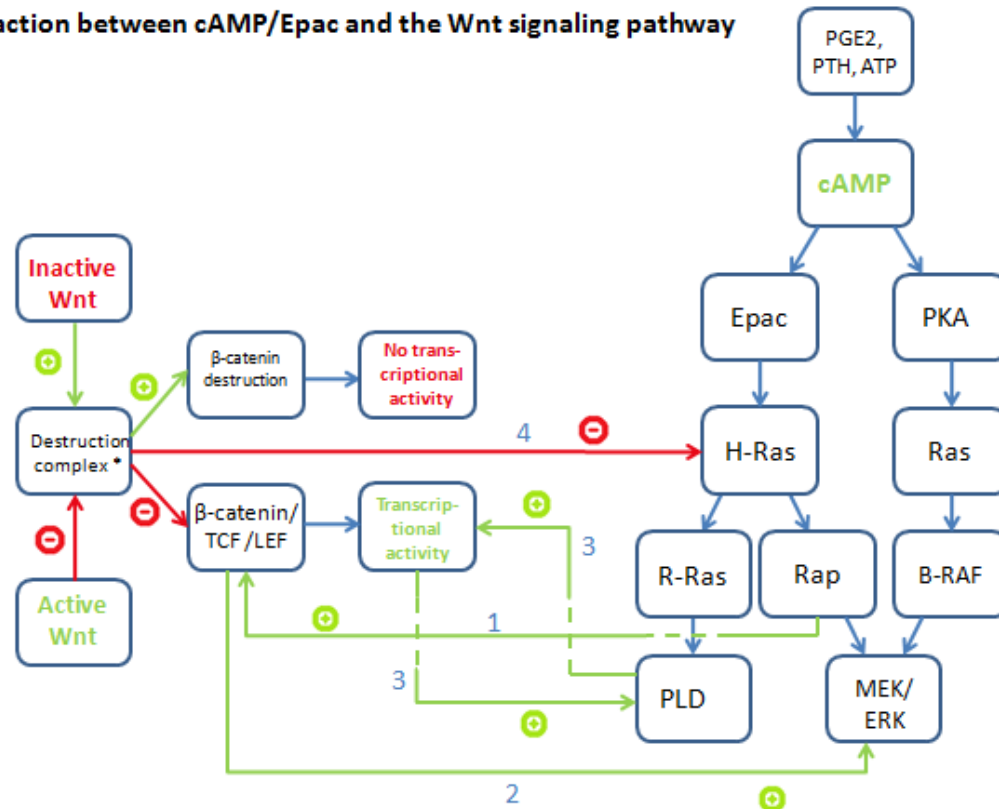 action between cAMP/Epac and the Wnt signaling pathway
PGE2,
PTH, ATP
cAMP
Inactive
Wnt
Epac
PKA
β-catenin
destruction
No trans-
criptional
activity
Destruction
complex *
4
H-Ras
Ras
β-catenin/
TCF/LEF
Transcrip-
tional
activity
3
R-Ras
Rap
B-RAF
Active
Wnt
1
3
PLD
MEK/
ERK
2